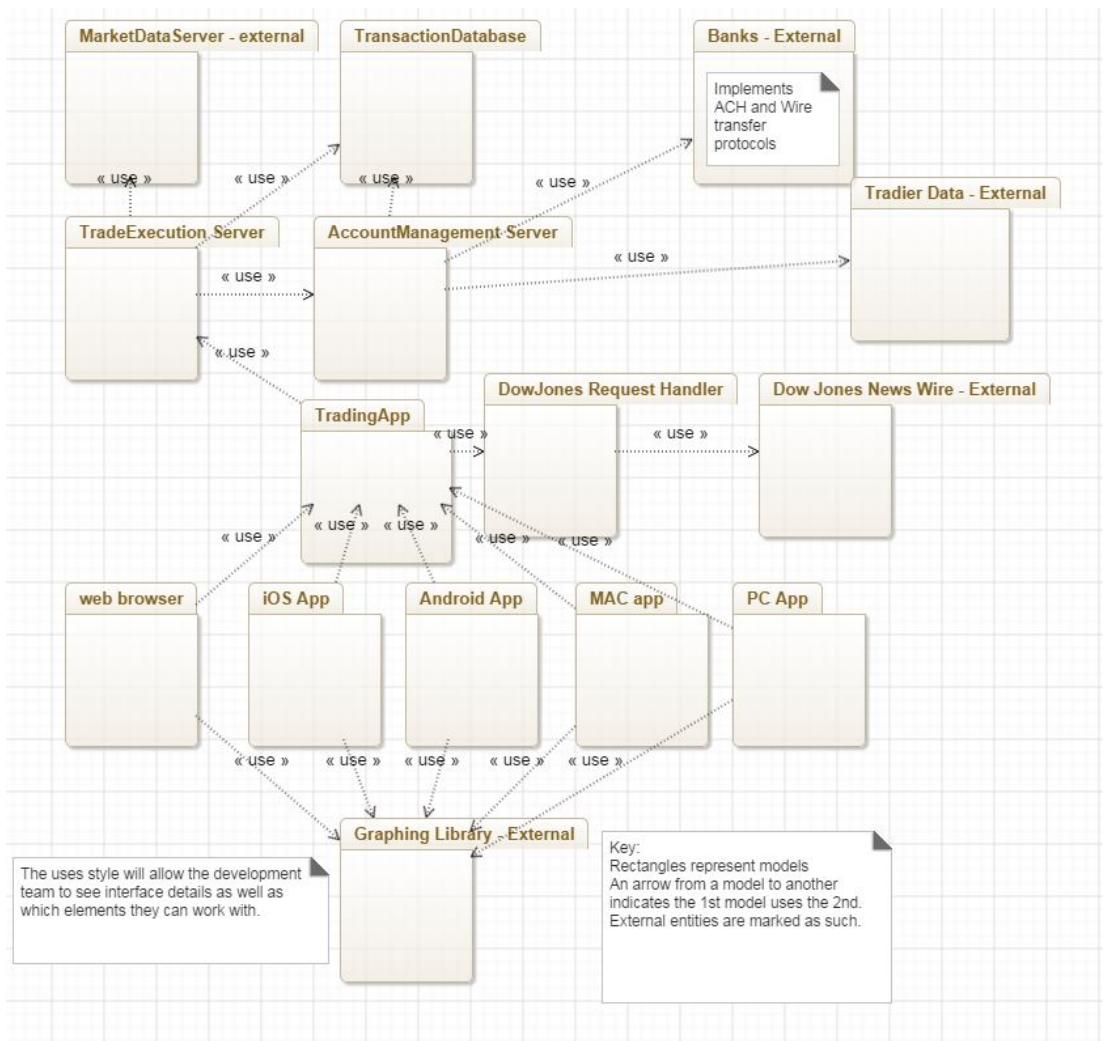 MarketDataServer - external
TransactionDatabase
Banks - External
Implements
ACH and Wire
transfer
protocols
« use »
« use »
« use »
« use »
Tradier Data - External
TradeExecution Server
AccountManagement Server
« use »
« use »
« use »
DowJones Request Handler
Dow Jones News Wire - External
TradingApp
« use »
« use »
« use »
« use »
« use »
« use »
« use »
web browser
iOS App
Android App
MAC app
PC App
« use »
« use »
« use »
« use »
« use »
Graphing Library - External
The uses style will allow the development
team to see interface details as well as
which elements they can work with.
Key:
Rectangles represent models
An arrow from a model to another
indicates the 1st model uses the 2nd.
External entities are marked as such.